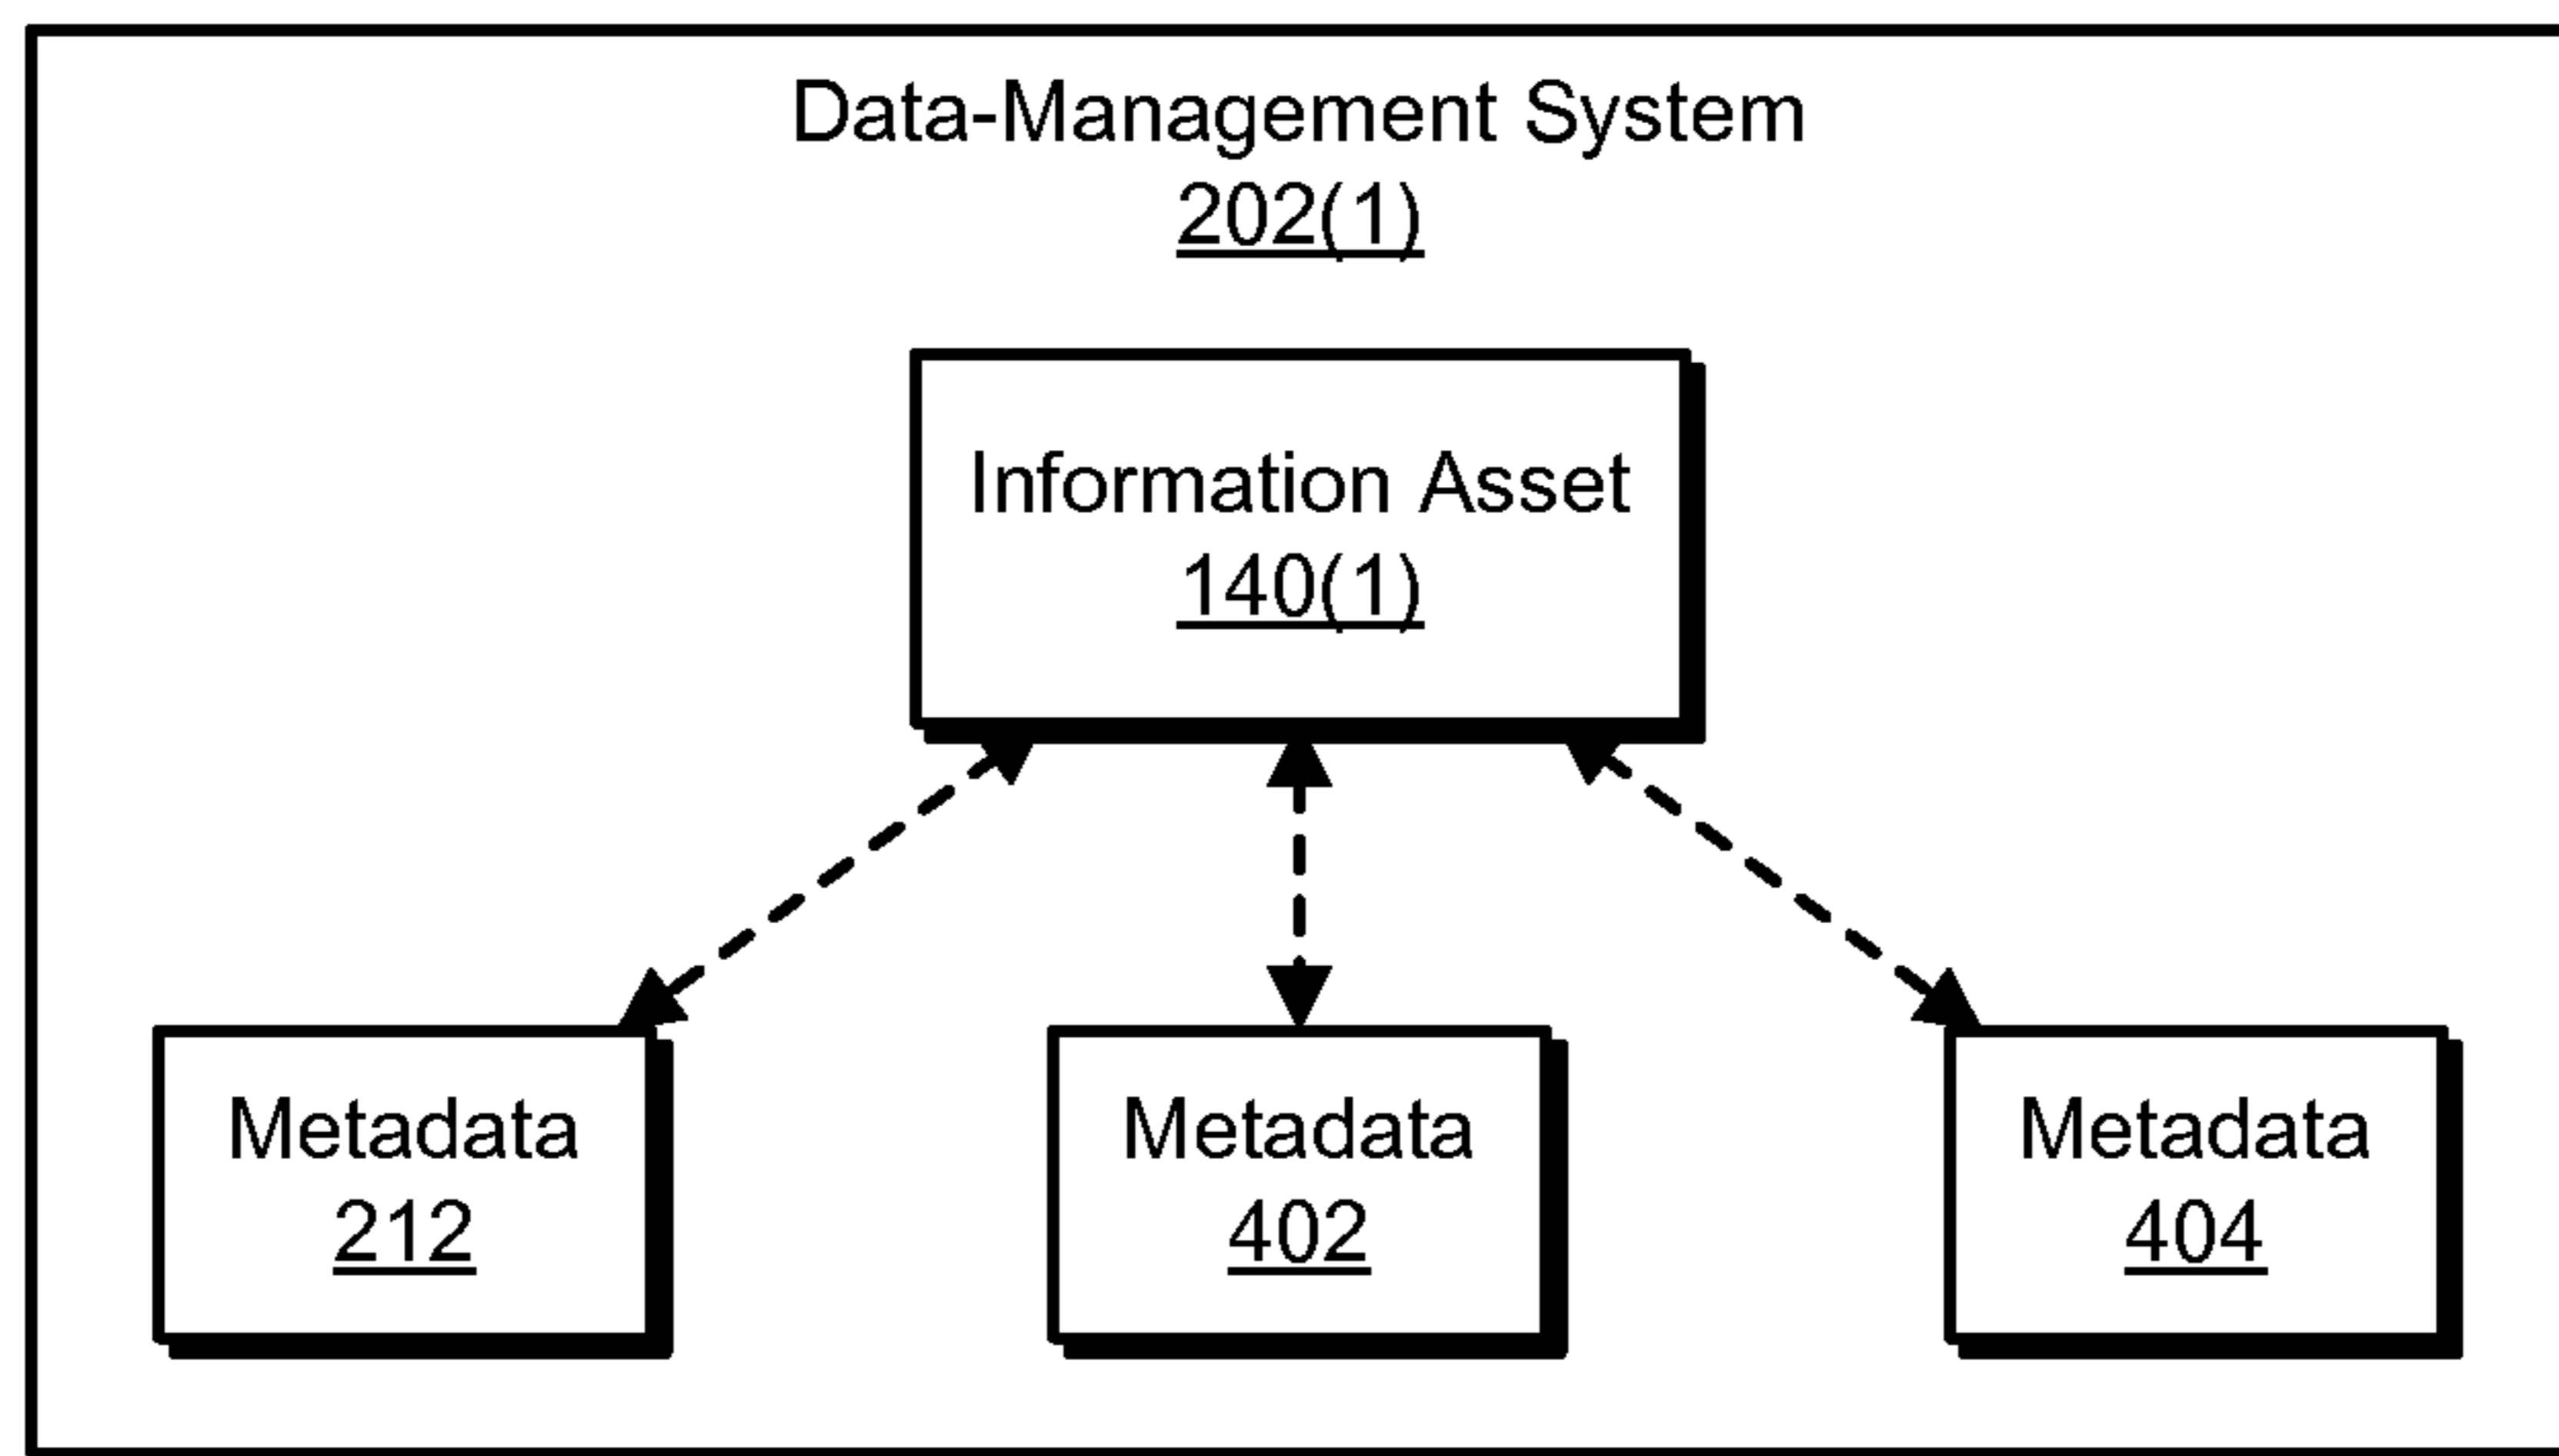 Data-Management System
202(1)
Information Asset
140(1)
Metadata
212
Metadata
402
Metadata
404